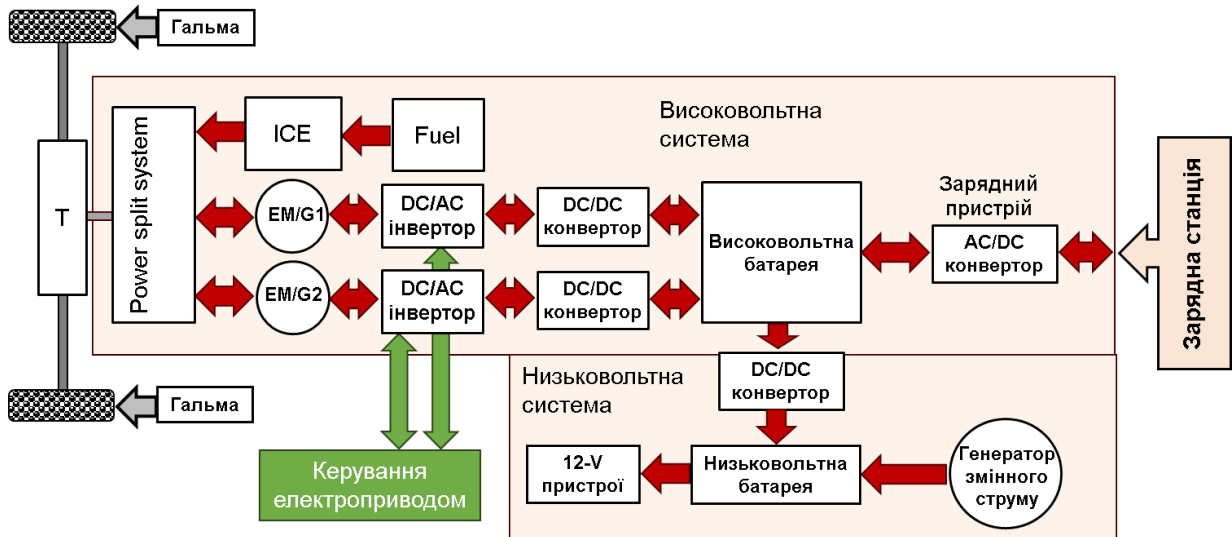 Гальма
Високовольтна
система
Power split system
ICE
Fuel
T
EM/G1
DC/AC
інвертор
DC/DC
конвертор
Високовольтна
батарея
Зарядний
пристрій
AC/DC
конвертор
Зарядна станція
EM/G2
DC/AC
інвертор
DC/DC
конвертор
Низьковольтна
система
DC/DC
конвертор
Гальма
Керування
електроприводом
12-V
пристрої
Низьковольтна
батарея
Генератор
змінного
струму